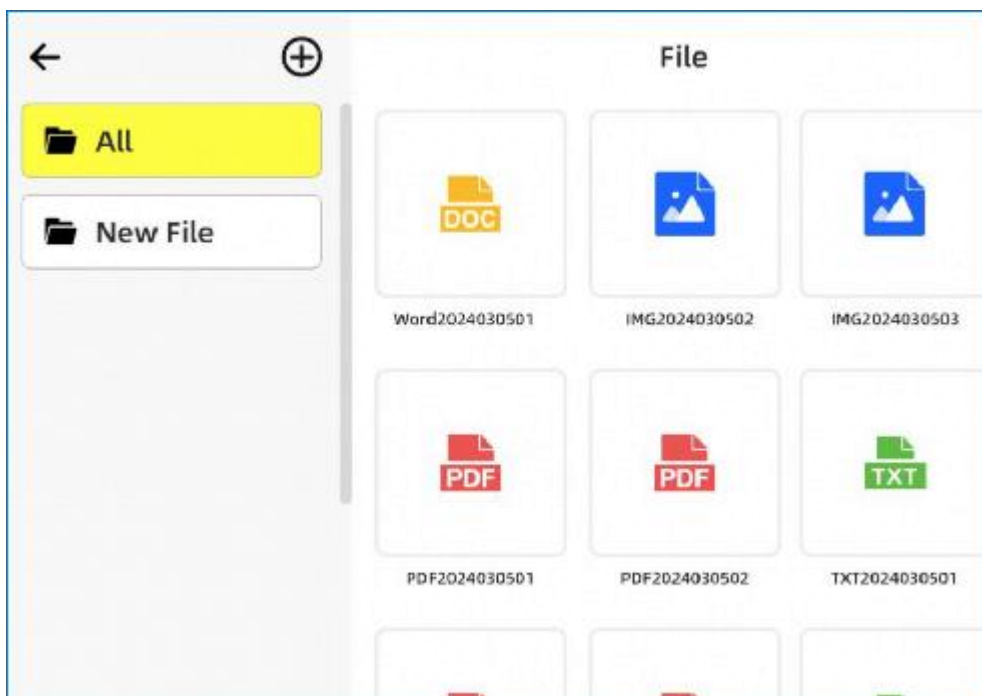 File
All
New File
DOC
Word2024030501
IMG2024030502
IMG2024030503
PDF
PDF
TXT
PDF2024030501
PDF2024030502
TXT2024030501